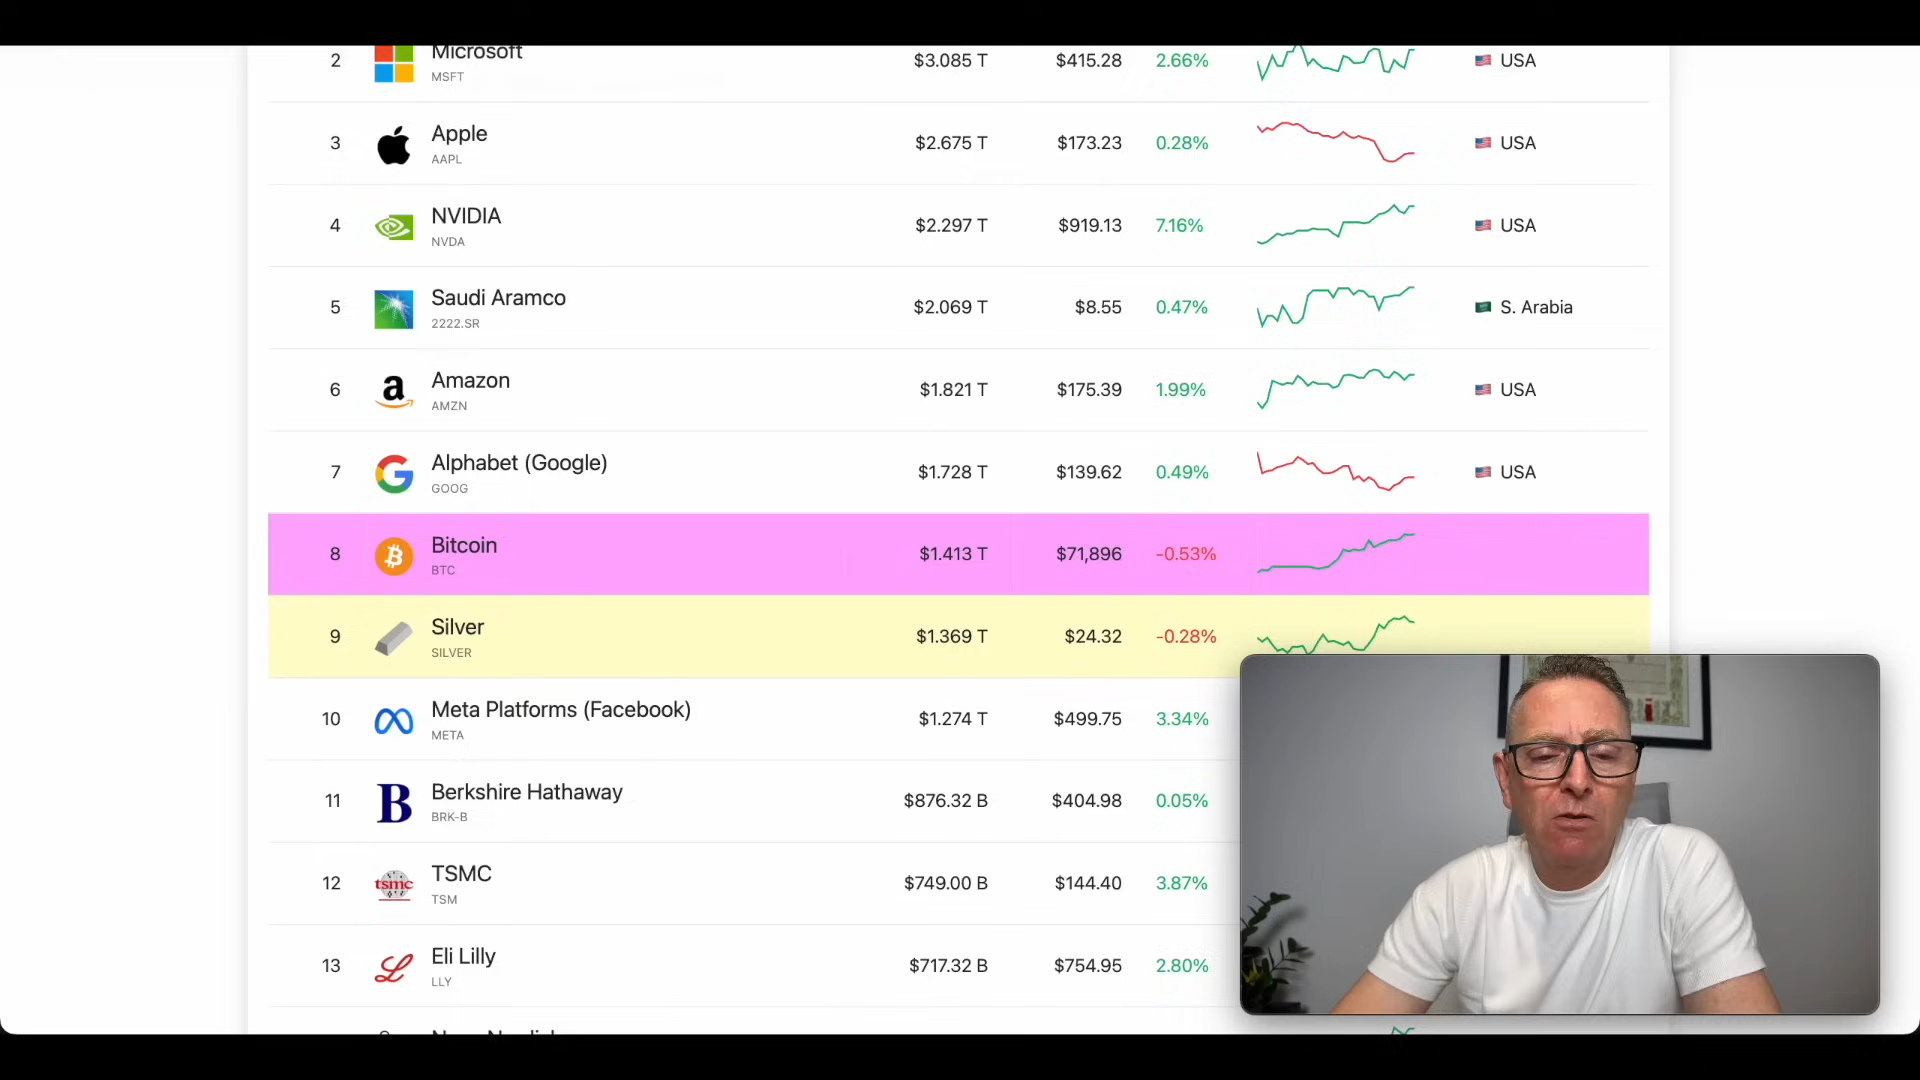 2 Microsoft $3.085 T $415.28 2.66% USA
MSFT
3 Apple $2.675 T $173.23 0.28% USA
AAPL
4 NVIDIA $2.297 T $919.13 7.16% USA
NVDA
5 Saudi Aramco $2.069 T $8.55 0.47% S. Arabia
2222.SR
6 Amazon $1.821 T $175.39 1.99% USA
AMZN
7 Alphabet (Google) $1.728 T $139.62 0.49% USA
GOOG
8 Bitcoin $1.413 T $71,896 -0.53%
BTC
9 Silver $1.369 T $24.32 -0.28%
SILVER
10 Meta Platforms (Facebook) $1.274 T $499.75 3.34%
META
11 Berkshire Hathaway $876.32 B $404.98 0.05%
BRK-B
12 tsmc TSMC $749.00 B $144.40 3.87%
TSM
13 Eli Lilly $717.32 B $754.95 2.80%
LLY